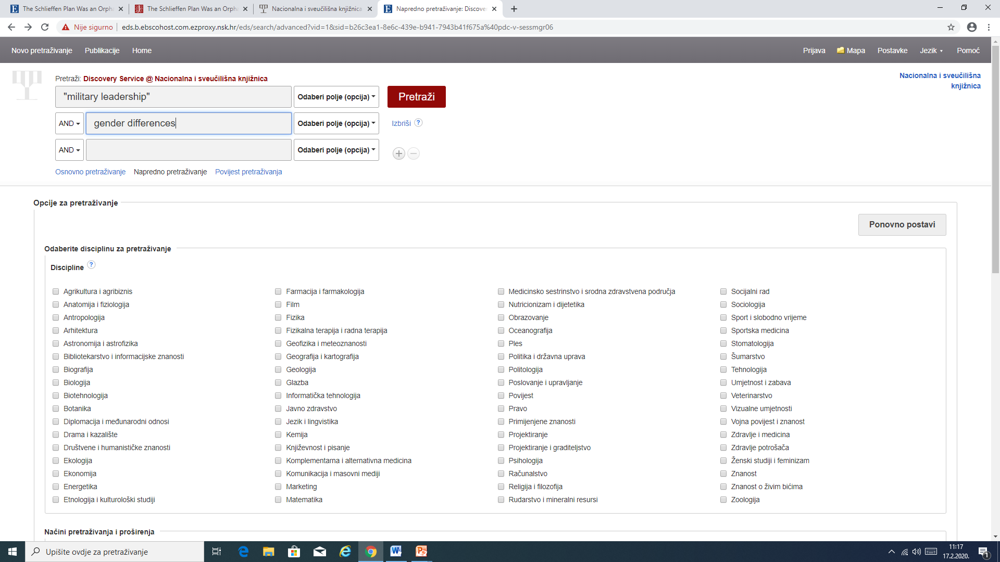 The Schlieffen Plan Was an Orpha
The Schlieffen Plan Was an Orpha
Nacionalna i sveučilišna knjižnica
Napredno pretraživanje: Discove
Nije sigurno
eds.b.ebscohost.com.ezproxy.nsk.hr/eds/search/advanced?vid=1&sid=b26c3ea1-8e6c-439e-b941-7943b41f675a%40pdc-v-sessmgr06
Novo pretraživanje Publikacije Home Prijava Mapa Postavke Jezik Pomoć
Pretraži: Discovery Service @ Nacionalna i sveučilišna knjižnica
Nacionalna i sveučilišna
knjižnica
"military leadership" Odaberi polje (opcija) Pretraži
AND gender differences Odaberi polje (opcija) Izbriši ?
AND Odaberi polje (opcija)
Osnovno pretraživanje Napredno pretraživanje Povijest pretraživanja
Opcije za pretraživanje
Ponovno postavi
Odaberite disciplinu za pretraživanje
Discipline ?
Agrikultura i agribiznis Farmacija i farmakologija Medicinsko sestrinstvo i srodna zdravstvena područja Socijalni rad
Anatomija i fiziologija Film Nutricionizam i dijetetika Sociologija
Antropologija Fizika Obrazovanje Sport i slobodno vrijeme
Arhitektura Fizikalna terapija i radna terapija Oceanografija Sportska medicina
Astronomija i astrofizika Geofizika i meteoznanosti Ples Stomatologija
Bibliotekarstvo i informacijske znanosti Geografija i kartografija Politika i državna uprava Šumarstvo
Biografija Geologija Politologija Tehnologija
Biologija Glazba Poslovanje i upravljanje Umjetnost i zabava
Biotehnologija Informatička tehnologija Povijest Veterinarstvo
Botanika Javno zdravstvo Pravo Vizualne umjetnosti
Diplomacija i međunarodni odnosi Jezik i lingvistika Primijenjene znanosti Vojna povijest i znanost
Drama i kazalište Kemija Projektiranje Zdravlje i medicina
Društvene i humanističke znanosti Književnost i pisanje Projektiranje i graditeljstvo Zdravlje potrošača
Ekologija Komplementarna i alternativna medicina Psihologija Ženski studiji i feminizam
Ekonomija Komunikacija i masovni mediji Računalstvo Znanost
Energetika Marketing Religija i filozofija Znanost o živim bićima
Etnologija i kulturološki studiji Matematika Rudarstvo i mineralni resursi Zoologija
Načini pretraživanja i proširenja
Upišite ovdje za pretraživanje
11:17
17.2.2020.
1